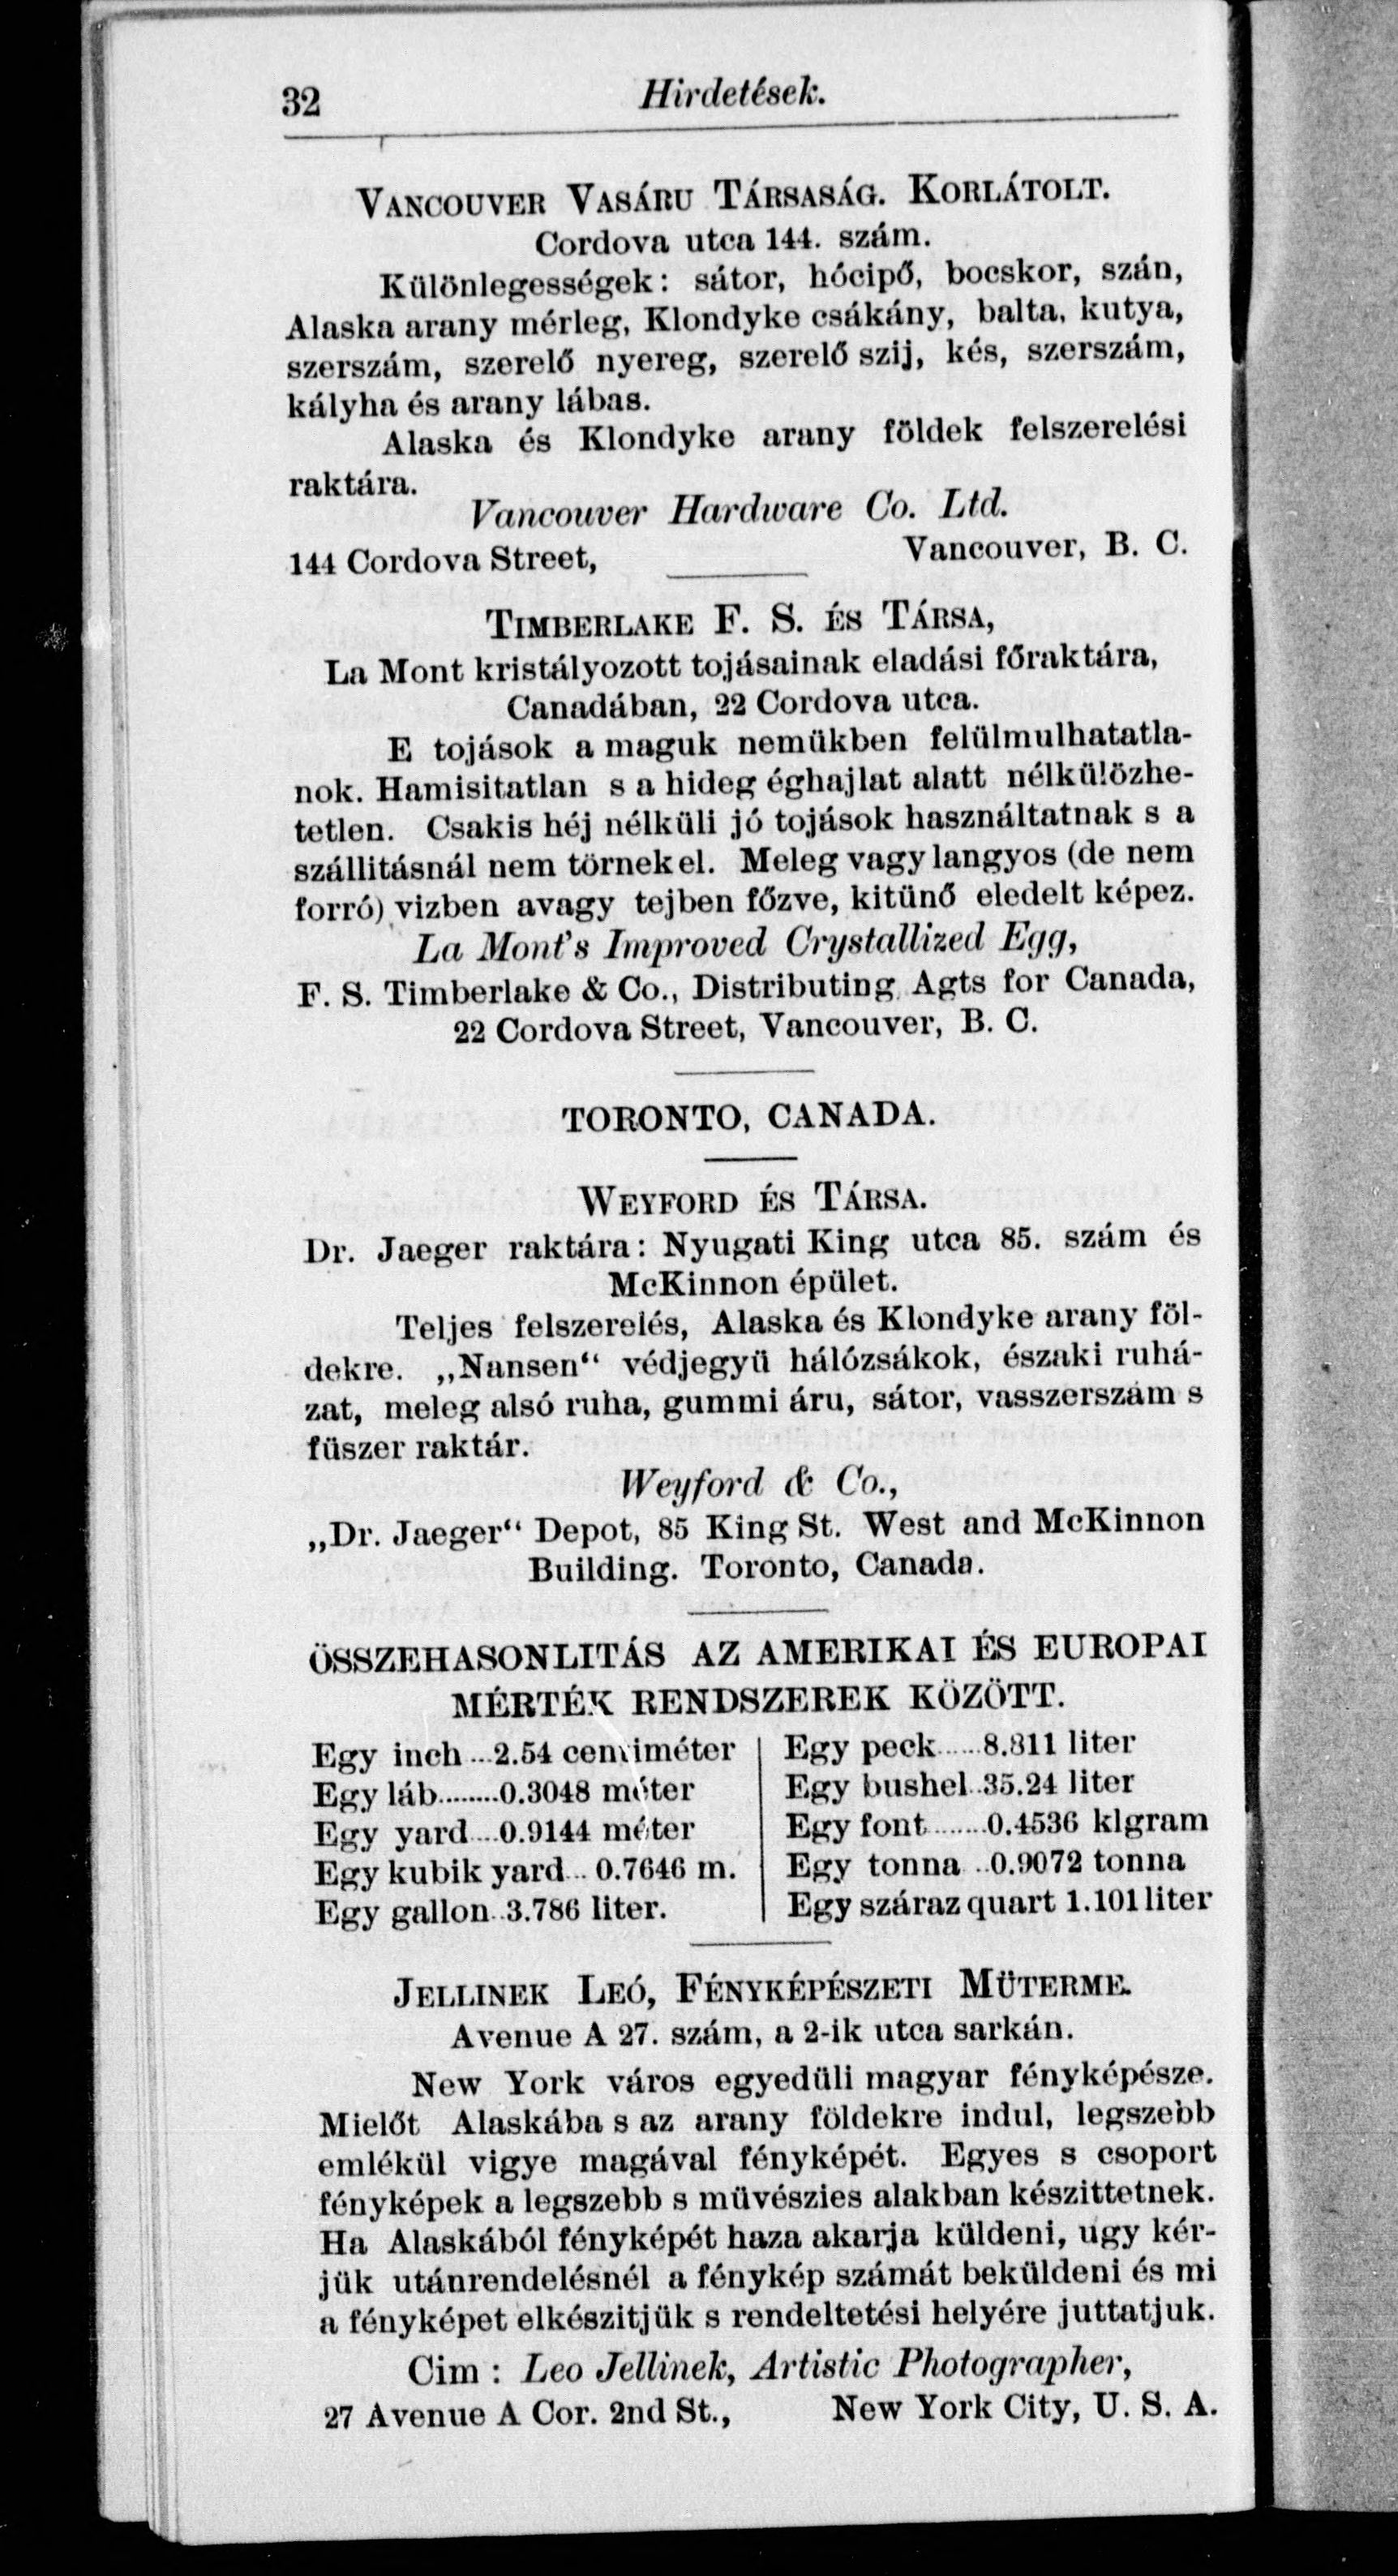 32 Hirdetések.
VANCOUVER VASÁRU TÁRSASÁG. KORLÁTOLT.
Cordova utca 144. szám.
Különlegességek: sátor, hócipő, bocskor, szán,
Alaska arany mérleg, Klondyke csákány, balta, kutya,
szerszám, szerelő nyereg, szerelő szij, kés, szerszám,
kályha és arany lábas.
Alaska és Klondyke arany földek felszerelési
raktára.
Vancouver Hardware Co. Ltd.
144 Cordova Street, Vancouver, B. C.
TIMBERLAKE F. S. ÉS TÁRSA,
La Mont kristályozott tojásainak eladási főraktára,
Canadában, 22 Cordova utca.
E tojások a maguk nemükben felülmulhatatla-
nok. Hamisitatlan s a hideg éghajlat alatt nélkülözhe-
tetlen. Csakis héj nélküli jó tojások használtatnak s a
szállitásnál nem törnek el. Meleg vagy langyos (de nem
forró) vizben avagy tejben főzve, kitünő eledelt képez.
La Mont's Improved Crystallized Egg,
F. S. Timberlake & Co., Distributing Agts for Canada,
22 Cordova Street, Vancouver, B. C.
TORONTO, CANADA.
WEYFORD ÉS TÁRSA.
Dr. Jaeger raktára: Nyugati King utca 85. szám és
McKinnon épület.
Teljes felszerelés, Alaska és Klondyke arany föl-
dekre. „Nansen“ védjegyü hálózsákok, északi ruhá-
zat, meleg alsó ruha, gummi áru, sátor, vasszerszám s
füszer raktár.
Weyford & Co.,
„Dr. Jaeger“ Depot, 85 King St. West and McKinnon
Building. Toronto, Canada.
ÖSSZEHASONLITÁS AZ AMERIKAI ÉS EUROPAI
MÉRTÉK RENDSZEREK KÖZÖTT.
Egy inch...2.54 centiméter
Egy láb........0.3048 méter
Egy yard....0.9144 méter
Egy kubik yard... 0.7646 m.
Egy gallon..3.786 liter.
Egy peck......8.811 liter
Egy bushel..35.24 liter
Egy font.......0.4536 klgram
Egy tonna ..0.9072 tonna
Egy száraz quart 1.101 liter
JELLINEK LEÓ, FÉNYKÉPÉSZETI MÜTERME.
Avenue A 27. szám, a 2-ik utca sarkán.
New York város egyedüli magyar fényképésze.
Mielőt Alaskába s az arany földekre indul, legszebb
emlékül vigye magával fényképét. Egyes s csoport
fényképek a legszebb s müvészies alakban készittetnek.
Ha Alaskából fényképét haza akarja küldeni, ugy kér-
jük utánrendelésnél a fénykép számát beküldeni és mi
a fényképet elkészitjük s rendeltetési helyére juttatjuk.
Cim : Leo Jellinek, Artistic Photographer,
27 Avenue A Cor. 2nd St., New York City, U. S. A.